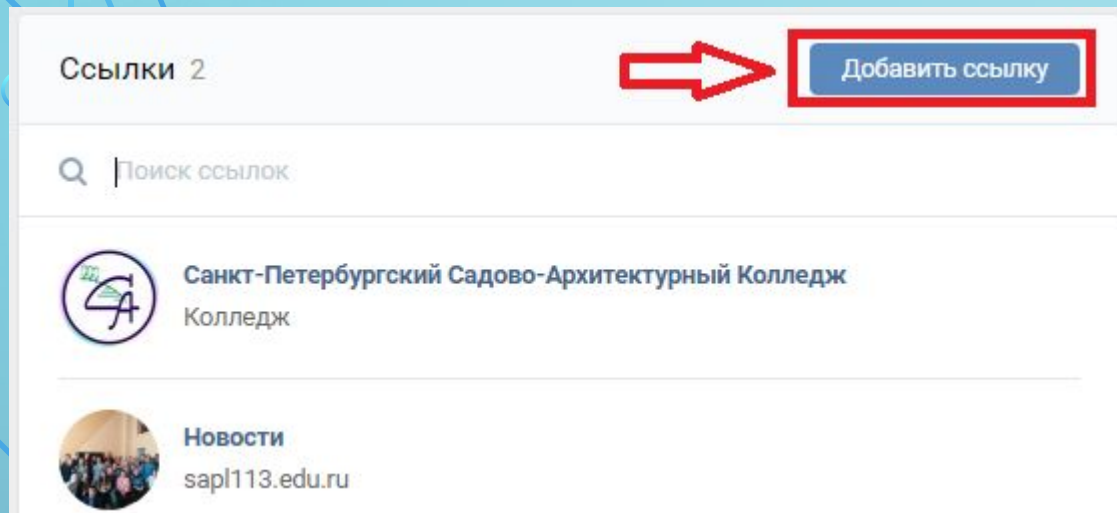 Ссылки 2
Добавить ссылку
Поиск ссылок
Санкт-Петербургский Садово-Архитектурный Колледж
Колледж
Новости
sapl113.edu.ru